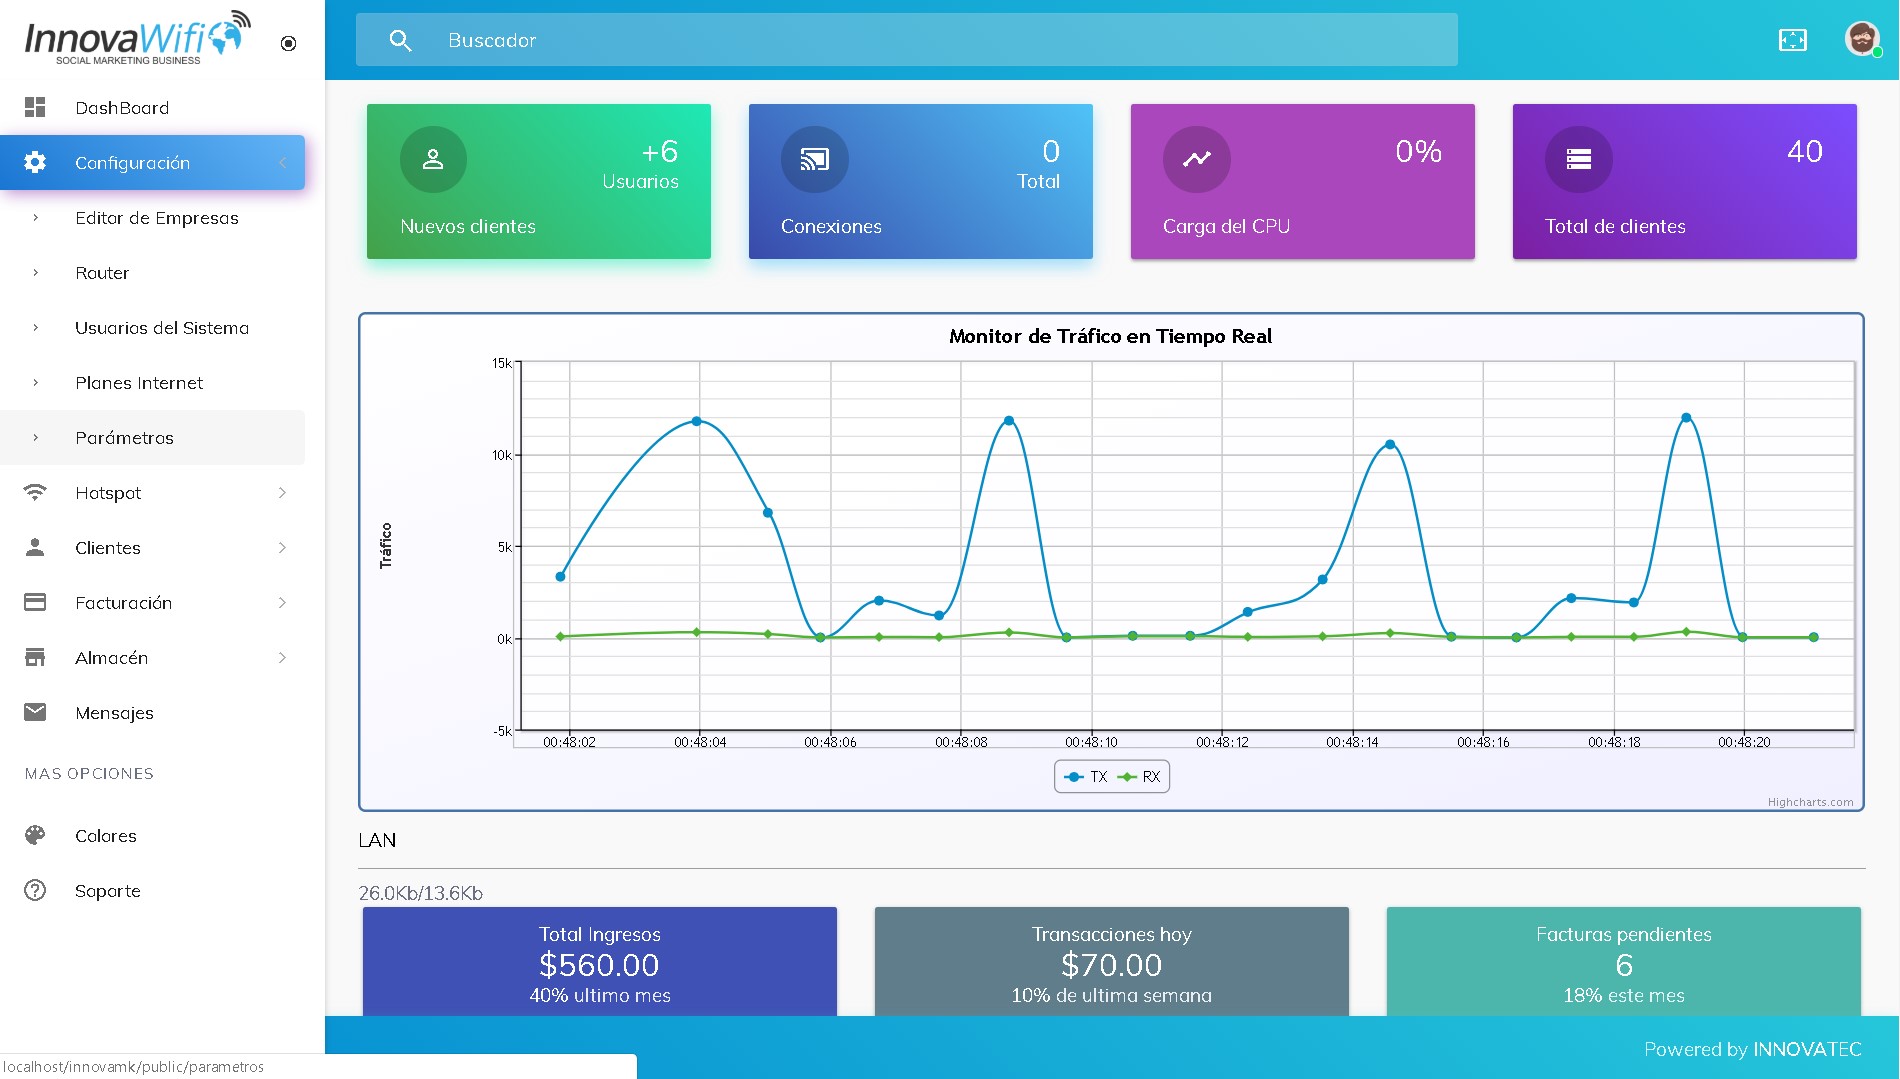 InnovaWifi
SOCIAL MARKETING BUSINESS
Buscador
DashBoard
Configuración
Editor de Empresas
Router
Usuarios del Sistema
Planes Internet
Parámetros
Hotspot
Clientes
Facturación
Almacén
Mensajes
MAS OPCIONES
Colores
Soporte
+6
Usuarios
Nuevos clientes
0
Total
Conexiones
0%
Carga del CPU
40
Total de clientes
Monitor de Tráfico en Tiempo Real
Tráfico
15k
10k
5k
0k
-5k
00:48:02 00:48:04 00:48:06 00:48:08 00:48:10 00:48:12 00:48:14 00:48:16 00:48:18 00:48:20
TX RX
Highcharts.com
LAN
26.0Kb/13.6Kb
Total Ingresos
$560.00
40% ultimo mes
Transacciones hoy
$70.00
10% de ultima semana
Facturas pendientes
6
18% este mes
Powered by INNOVATEC
localhost/innovamk/public/parametros